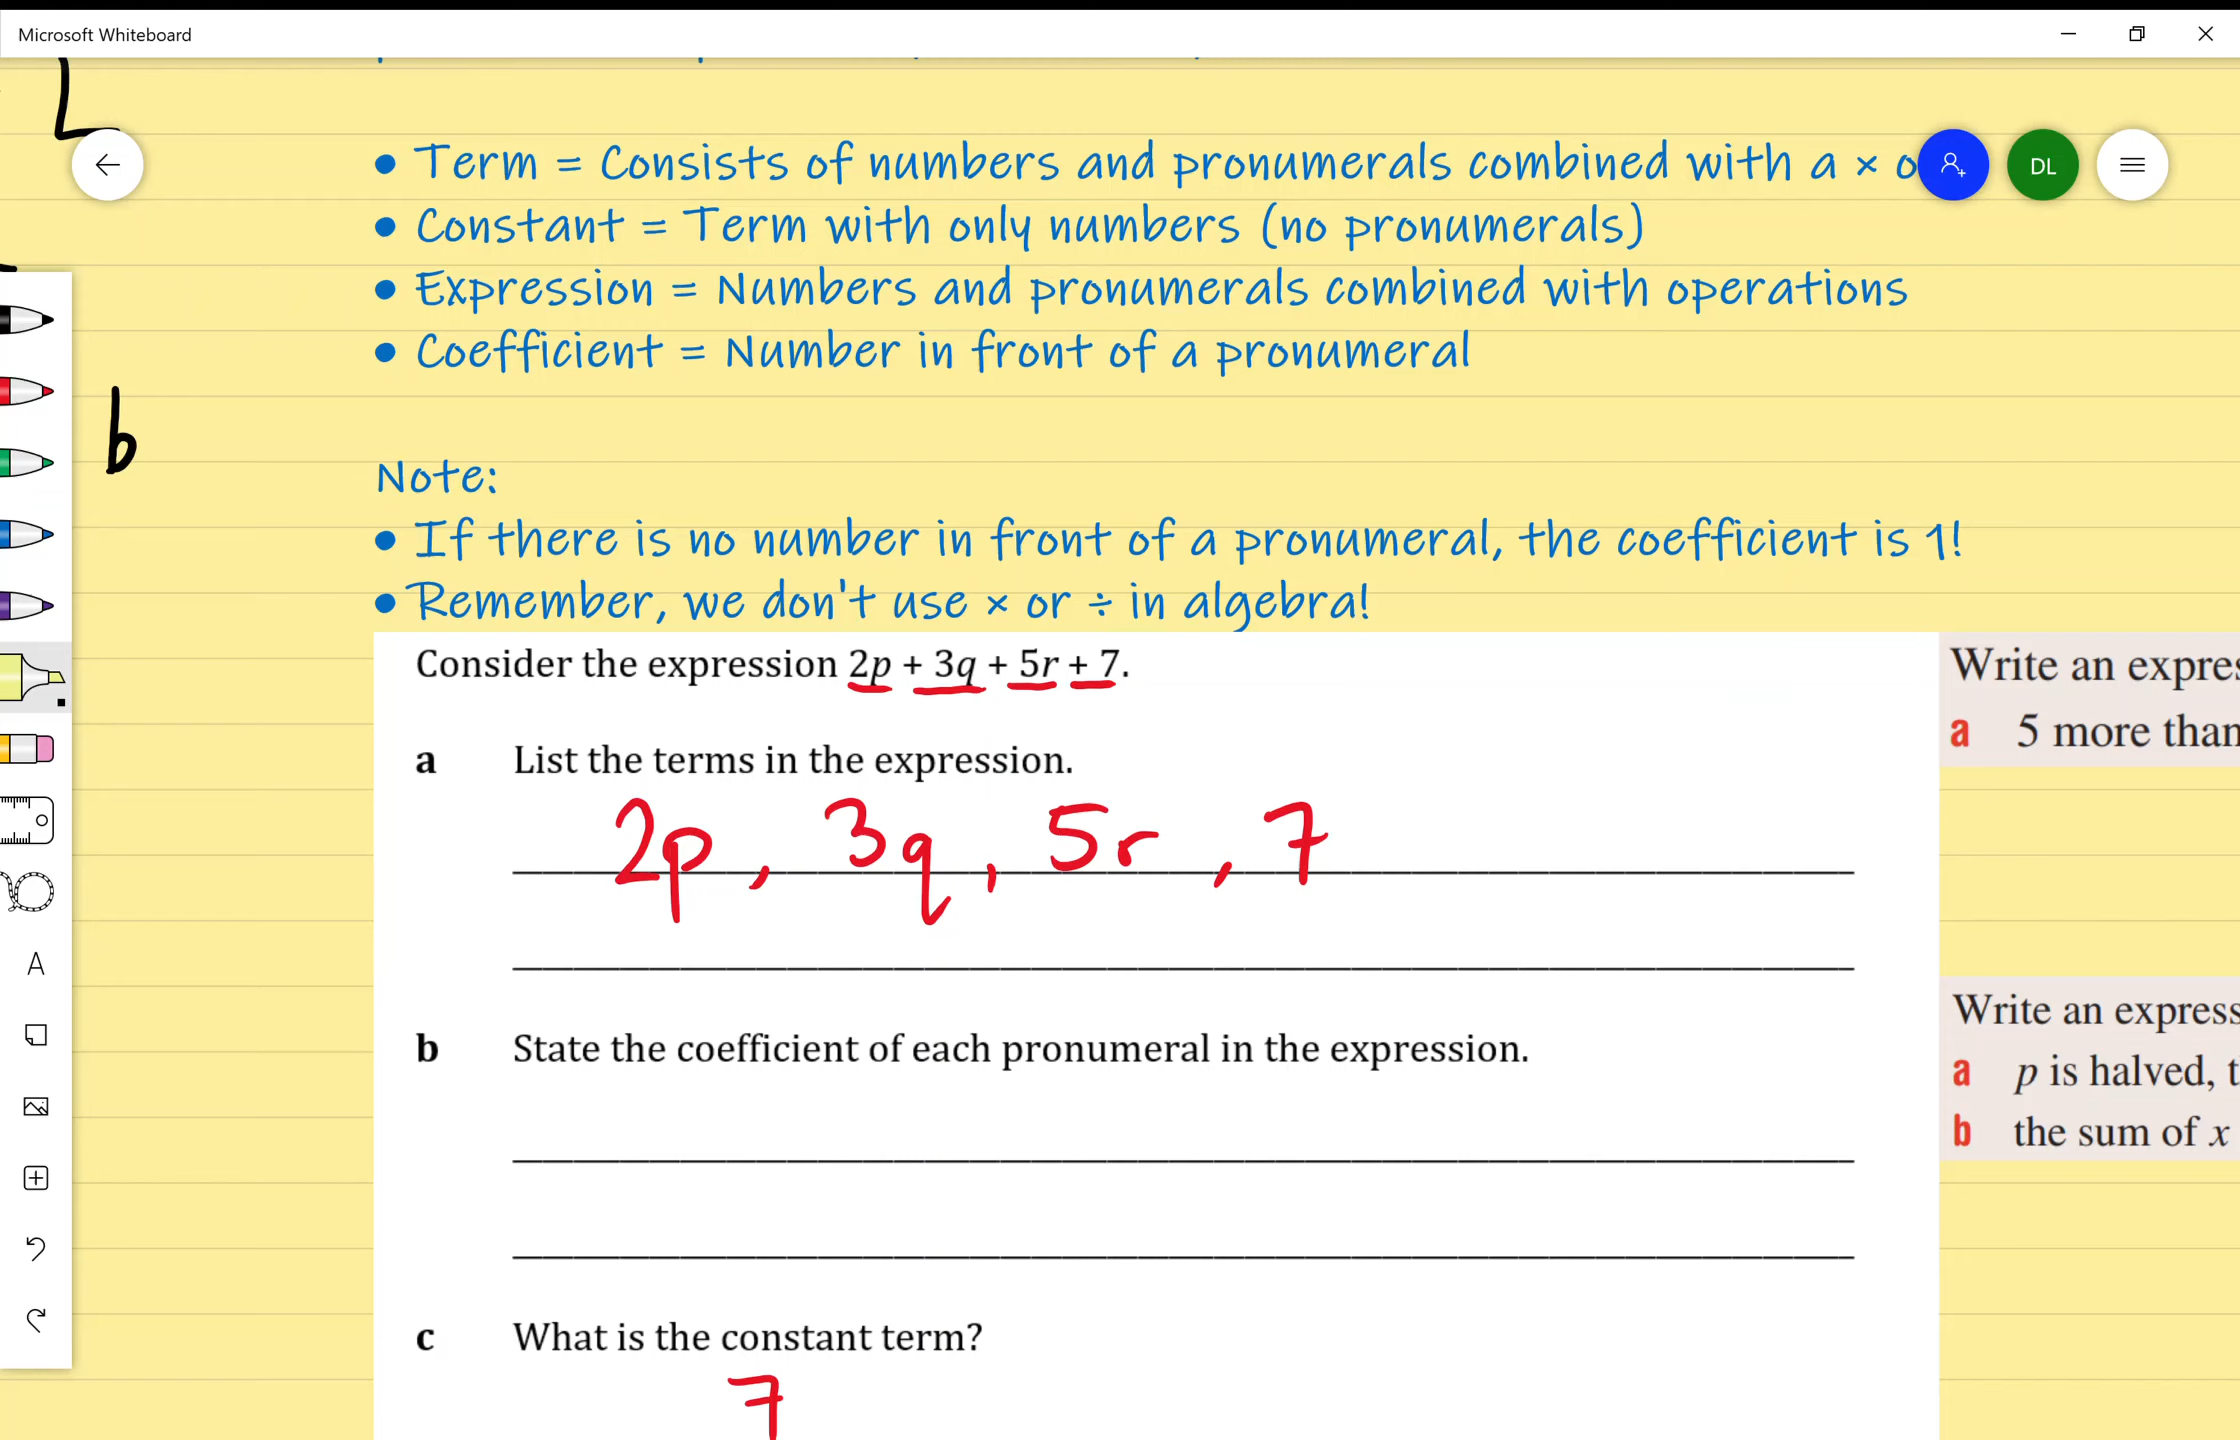 Microsoft Whiteboard
• Term = Consists of numbers and pronumerals combined with a × o
DL
• Constant = Term with only numbers (no pronumerals)
• Expression = Numbers and pronumerals combined with operations
• Coefficient = Number in front of a pronumeral
b
Note:
• If there is no number in front of a pronumeral, the coefficient is 1!
• Remember, we don't use × or ÷ in algebra!
Consider the expression 2p + 3q + 5r + 7.
a List the terms in the expression.
2p, 3q, 5r, 7
b State the coefficient of each pronumeral in the expression.
c What is the constant term?
7
Write an expres
a 5 more than
Write an express
a p is halved, t
b the sum of x
A